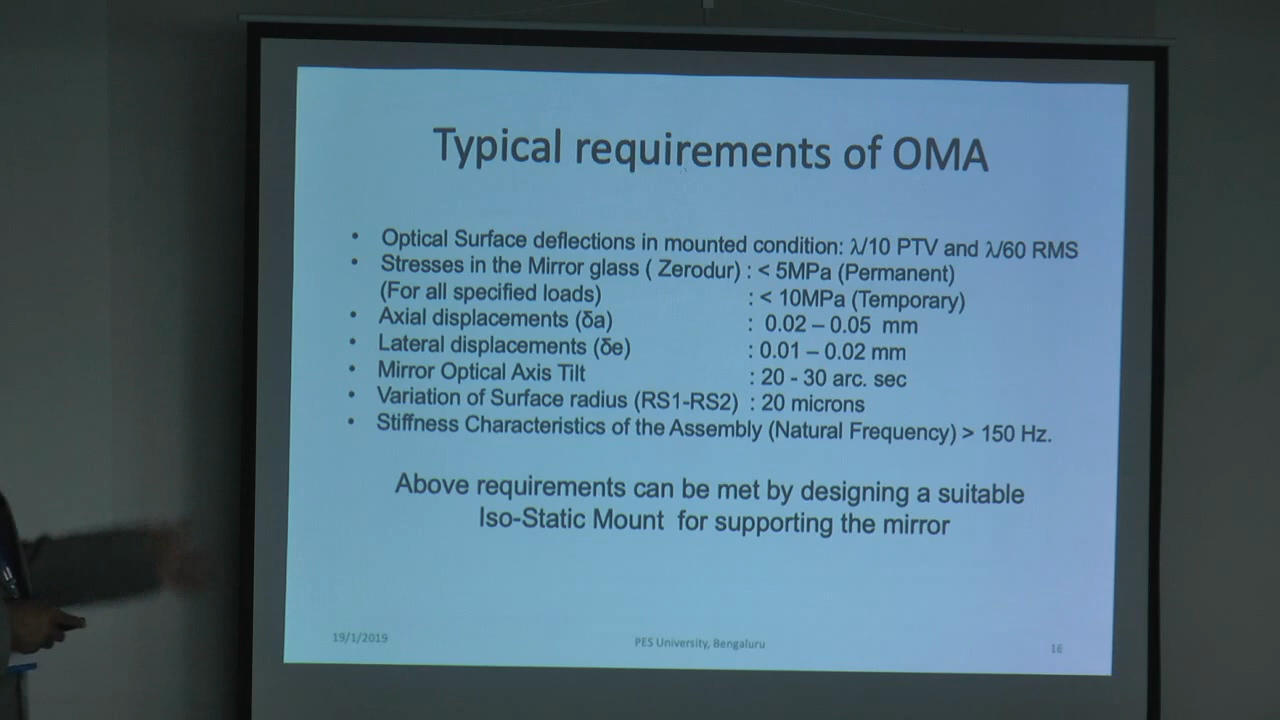 Typical requirements of OMA
• Optical Surface deflections in mounted condition: λ/10 PTV and λ/60 RMS
• Stresses in the Mirror glass ( Zerodur) : < 5MPa (Permanent)
(For all specified loads) : < 10MPa (Temporary)
• Axial displacements (δa) : 0.02 – 0.05 mm
• Lateral displacements (δe) : 0.01 – 0.02 mm
• Mirror Optical Axis Tilt : 20 - 30 arc. sec
• Variation of Surface radius (RS1-RS2) : 20 microns
• Stiffness Characteristics of the Assembly (Natural Frequency) > 150 Hz.
Above requirements can be met by designing a suitable
Iso-Static Mount for supporting the mirror
19/1/2019 PES University, Bengaluru 16